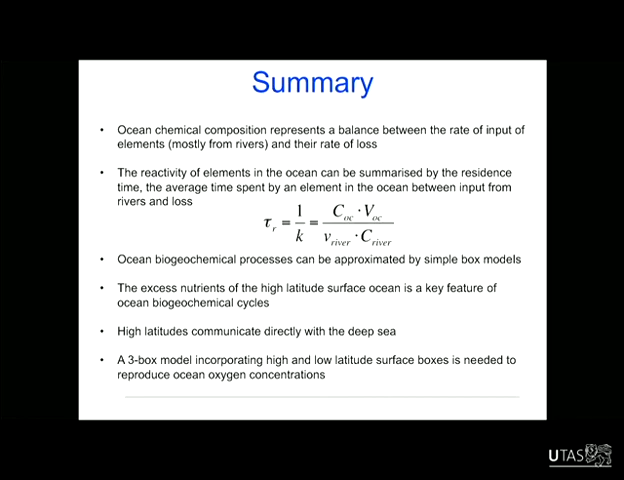 Summary
• Ocean chemical composition represents a balance between the rate of input of
elements (mostly from rivers) and their rate of loss
• The reactivity of elements in the ocean can be summarised by the residence
time, the average time spent by an element in the ocean between input from
rivers and loss
τ_r = 1/k = (C_oc · V_oc)/(v_river · C_river)
• Ocean biogeochemical processes can be approximated by simple box models
• The excess nutrients of the high latitude surface ocean is a key feature of
ocean biogeochemical cycles
• High latitudes communicate directly with the deep sea
• A 3-box model incorporating high and low latitude surface boxes is needed to
reproduce ocean oxygen concentrations
UTAS